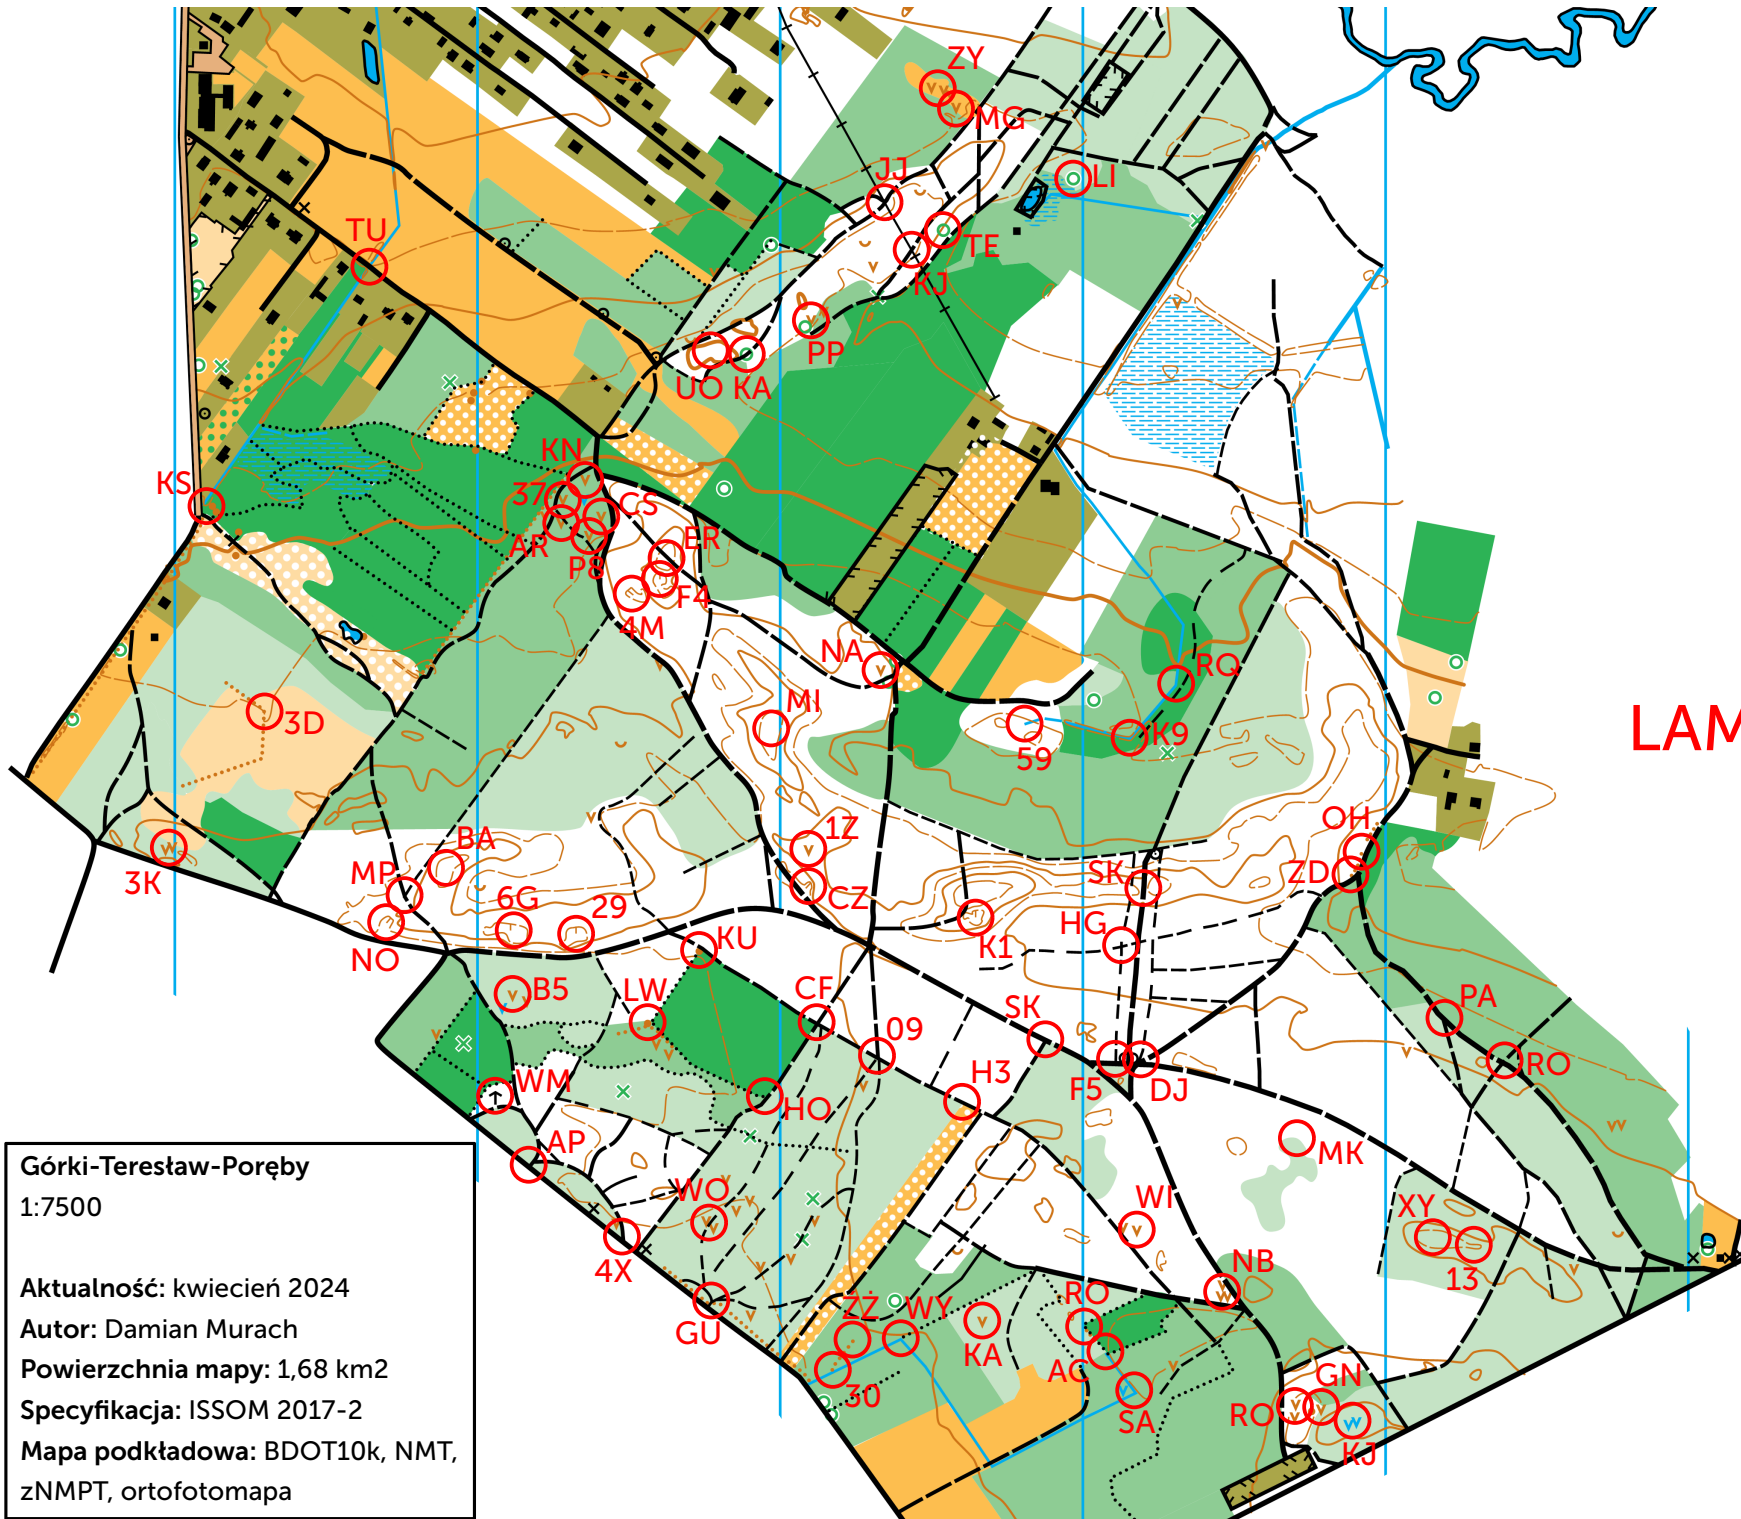 ZY
MG
JJ
LI
TU
TE
KJ
PP
UO
KA
KN
KS
37
CS
AR
ER
P8
F4
4M
NA
RQ
MI
3D
59
K9
LAM
1Z
OH
BA
MP
SK
ZD
3K
CZ
6G
29
HG
KU
K1
NO
B5
LW
CF
PA
SK
09
RO
WM
H3
F5
DJ
HO
AP
MK
WO
WI
XY
4X
NB
13
RO
ZŻ
WY
GU
KA
AG
30
GN
SA
RO
KJ
Górki-Teresław-Poręby
1:7500
Aktualność: kwiecień 2024
Autor: Damian Murach
Powierzchnia mapy: 1,68 km2
Specyfikacja: ISSOM 2017-2
Mapa podkładowa: BDOT10k, NMT,
zNMPT, ortofotomapa